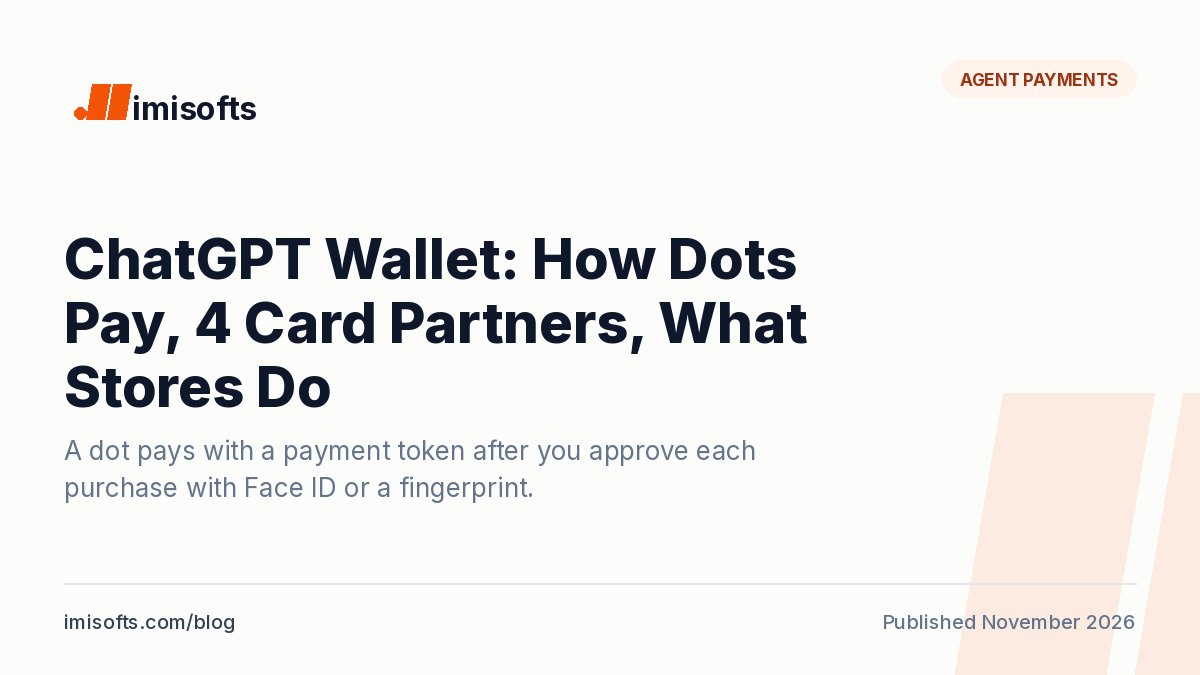 imisofts
AGENT PAYMENTS
ChatGPT Wallet: How Dots
Pay, 4 Card Partners, What
Stores Do
A dot pays with a payment token after you approve each
purchase with Face ID or a fingerprint.
imisofts.com/blog
Published November 2026